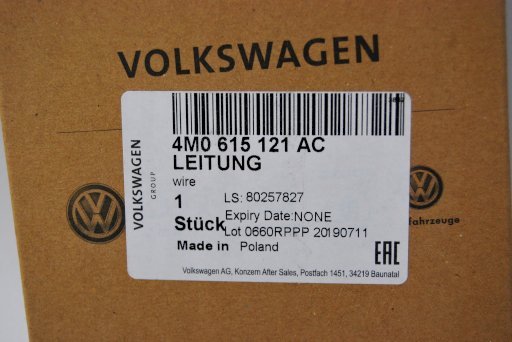 VOLKSWAGEN
VOLKSWAGEN
GROUP
4M0 615 121 AC
LEITUNG
wire
1
Stück
LS: 80257827
Expiry Date:NONE
Lot 0660RPPP 20190711
Made in Poland
EAC
Volkswagen AG, Konzern After Sales, Postfach 1451, 34219 Baunatal
fahrzeuge